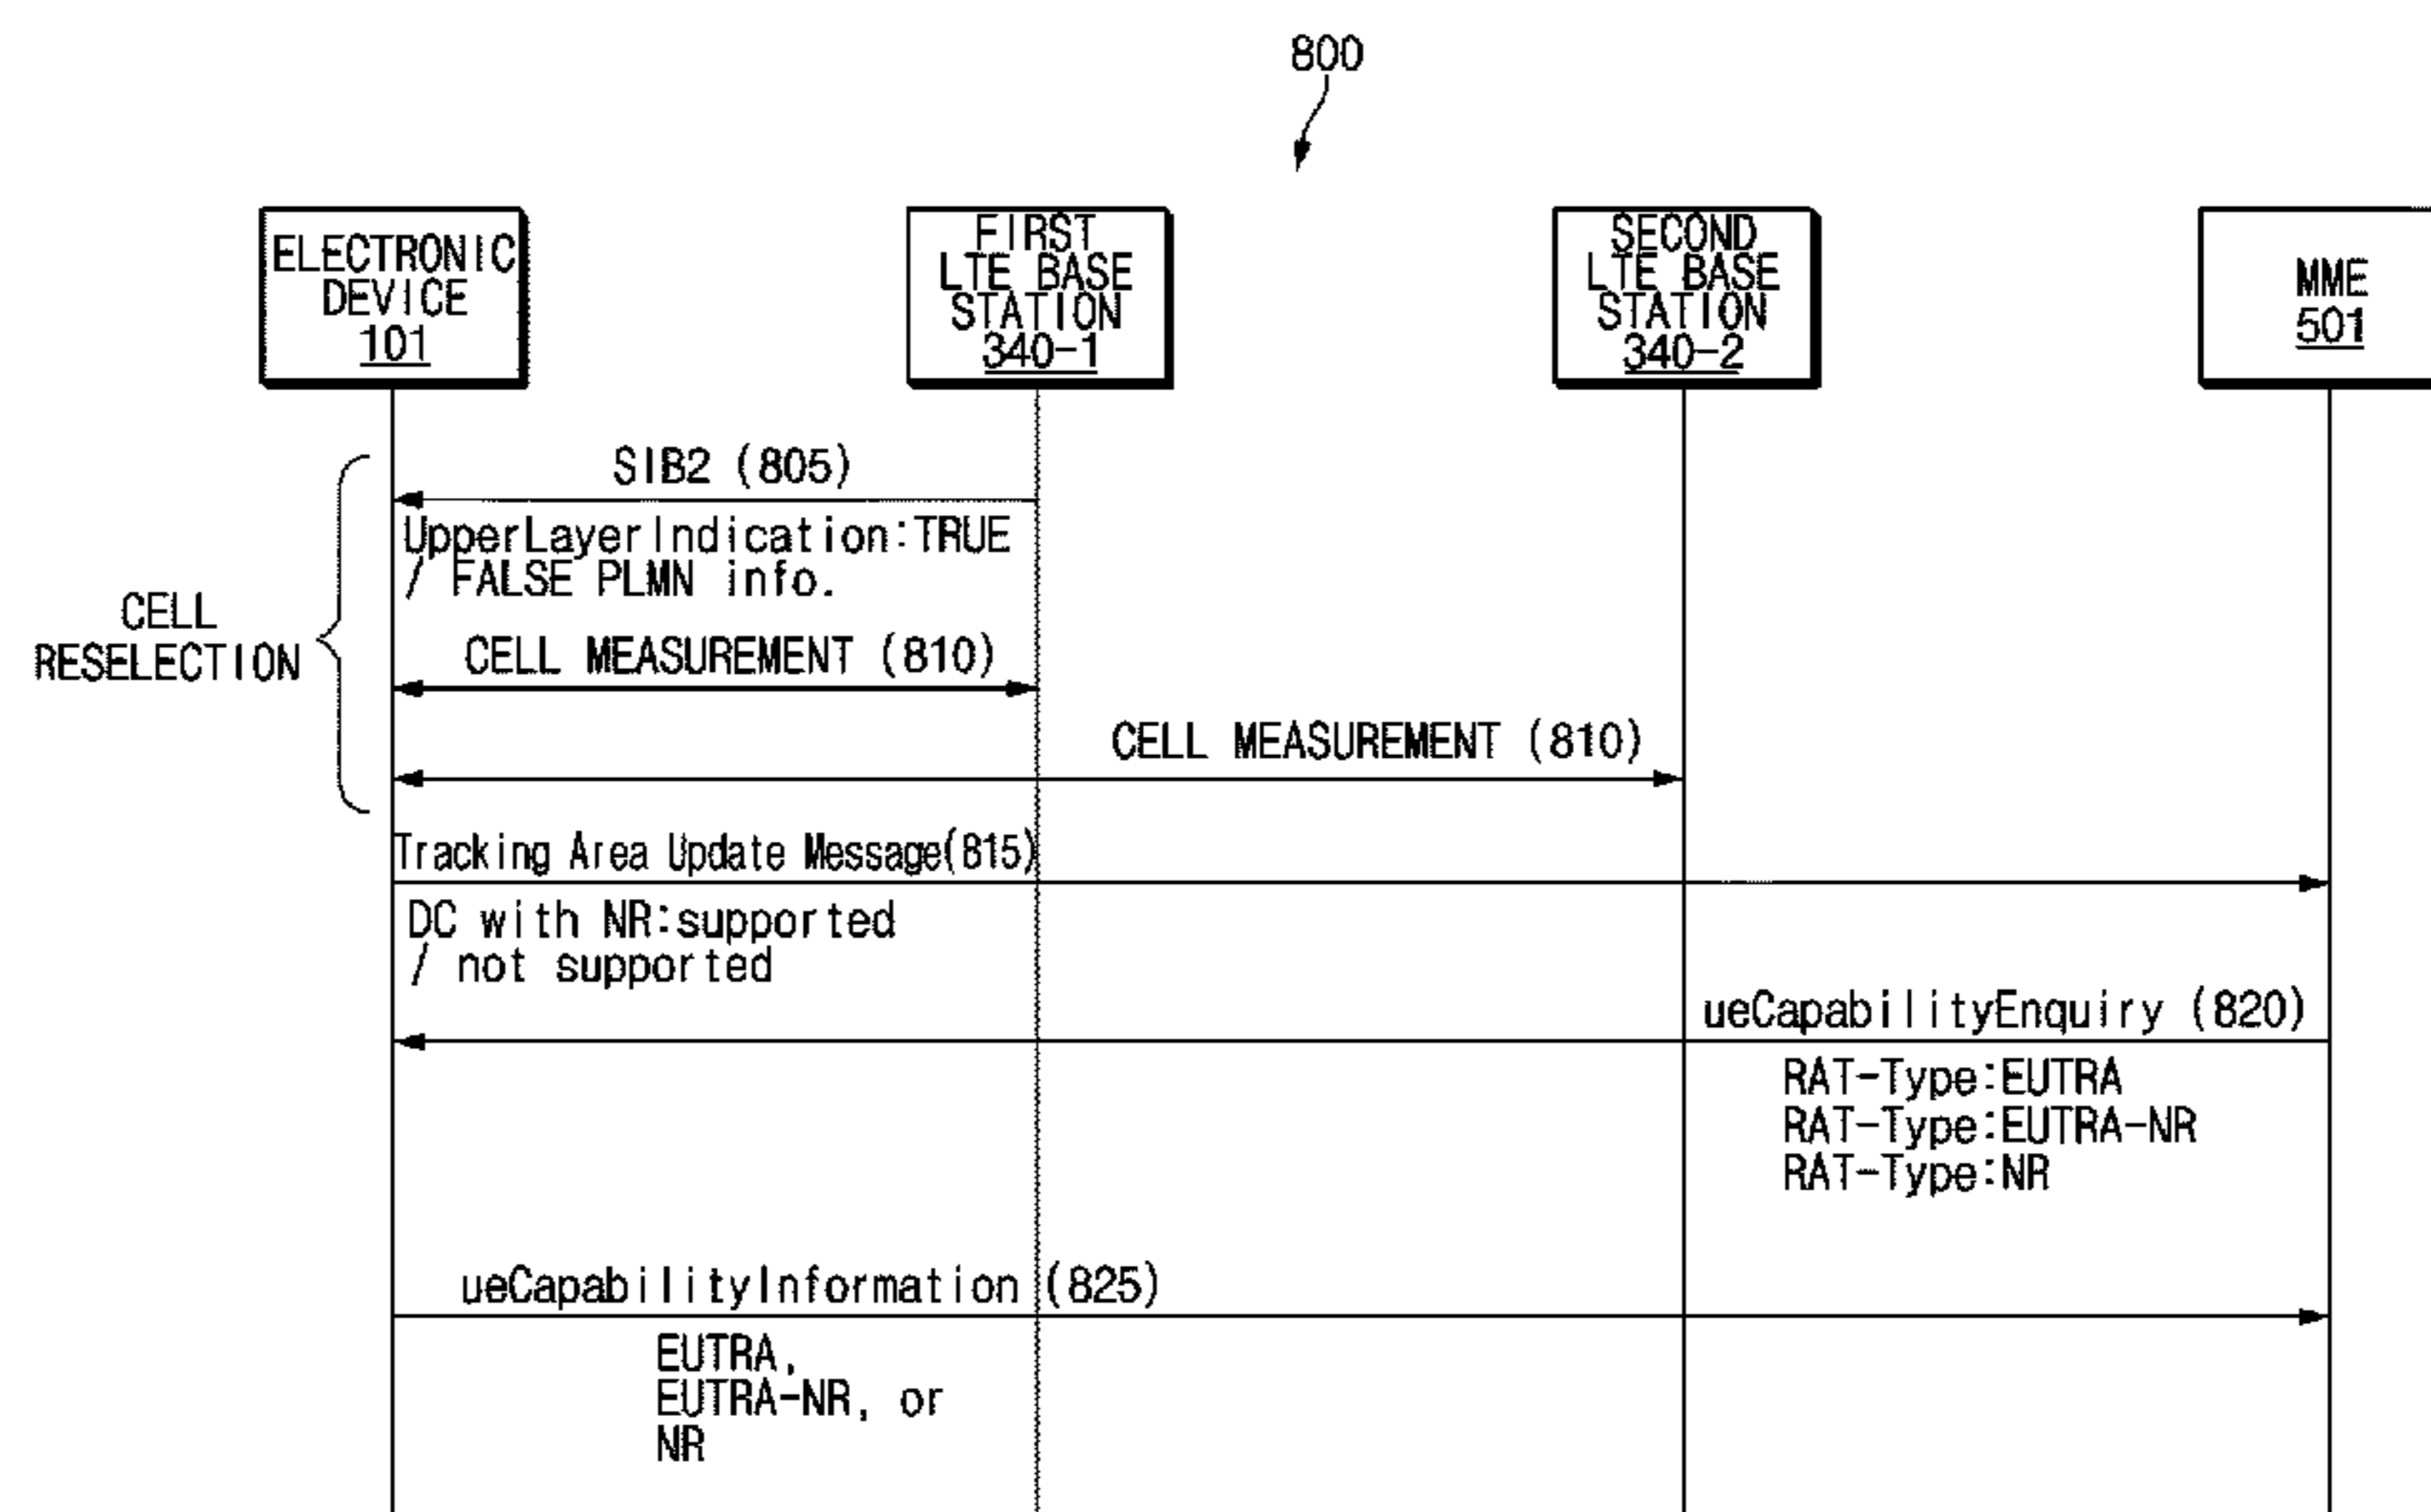 800
ELECTRONIC
DEVICE
101
FIRST
LTE BASE
STATION
340-1
SECOND
LTE BASE
STATION
340-2
MME
501
SIB2 (805)
UpperLayerIndication:TRUE
/ FALSE PLMN info.
CELL
RESELECTION
CELL MEASUREMENT (810)
CELL MEASUREMENT (810)
Tracking Area Update Message(815)
DC with NR:supported
/ not supported
ueCapabilityEnquiry (820)
RAT-Type:EUTRA
RAT-Type:EUTRA-NR
RAT-Type:NR
ueCapabilityInformation (825)
EUTRA,
EUTRA-NR, or
NR